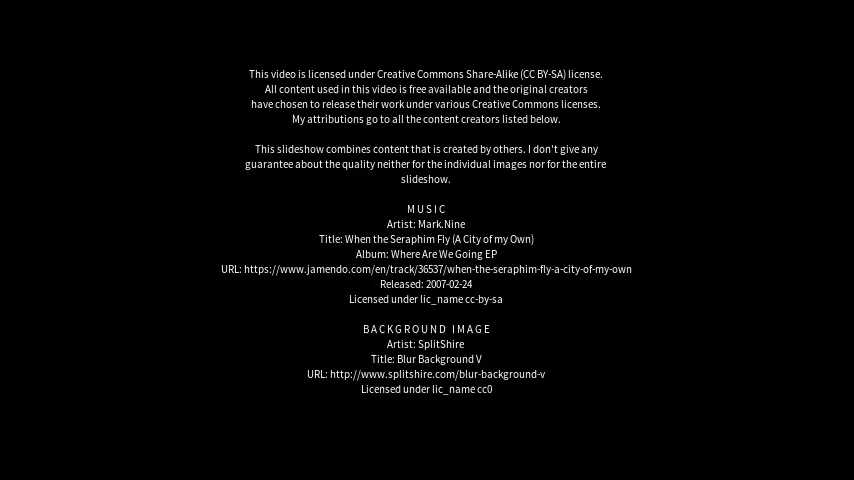 This video is licensed under Creative Commons Share-Alike (CC BY-SA) license.
All content used in this video is free available and the original creators
have chosen to release their work under various Creative Commons licenses.
My attributions go to all the content creators listed below.
This slideshow combines content that is created by others. I don't give any
guarantee about the quality neither for the individual images nor for the entire
slideshow.
MUSIC
Artist: Mark.Nine
Title: When the Seraphim Fly (A City of my Own)
Album: Where Are We Going EP
URL: https://www.jamendo.com/en/track/36537/when-the-seraphim-fly-a-city-of-my-own
Released: 2007-02-24
Licensed under lic_name cc-by-sa
BACKGROUND IMAGE
Artist: SplitShire
Title: Blur Background V
URL: http://www.splitshire.com/blur-background-v
Licensed under lic_name cc0